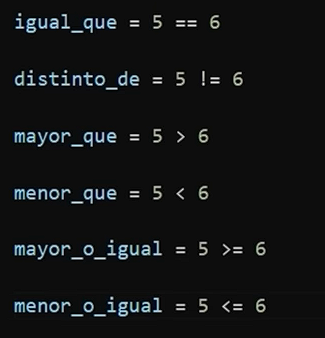 igual_que = 5 == 6
distinto_de = 5 != 6
mayor_que = 5 > 6
menor_que = 5 < 6
mayor_o_igual = 5 >= 6
menor_o_igual = 5 <= 6